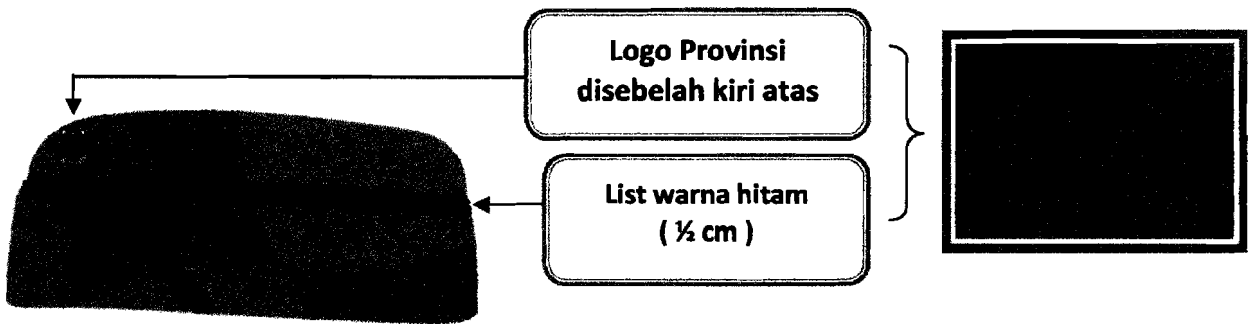 Logo Provinsi
disebelah kiri atas
List warna hitam
( ½ cm )